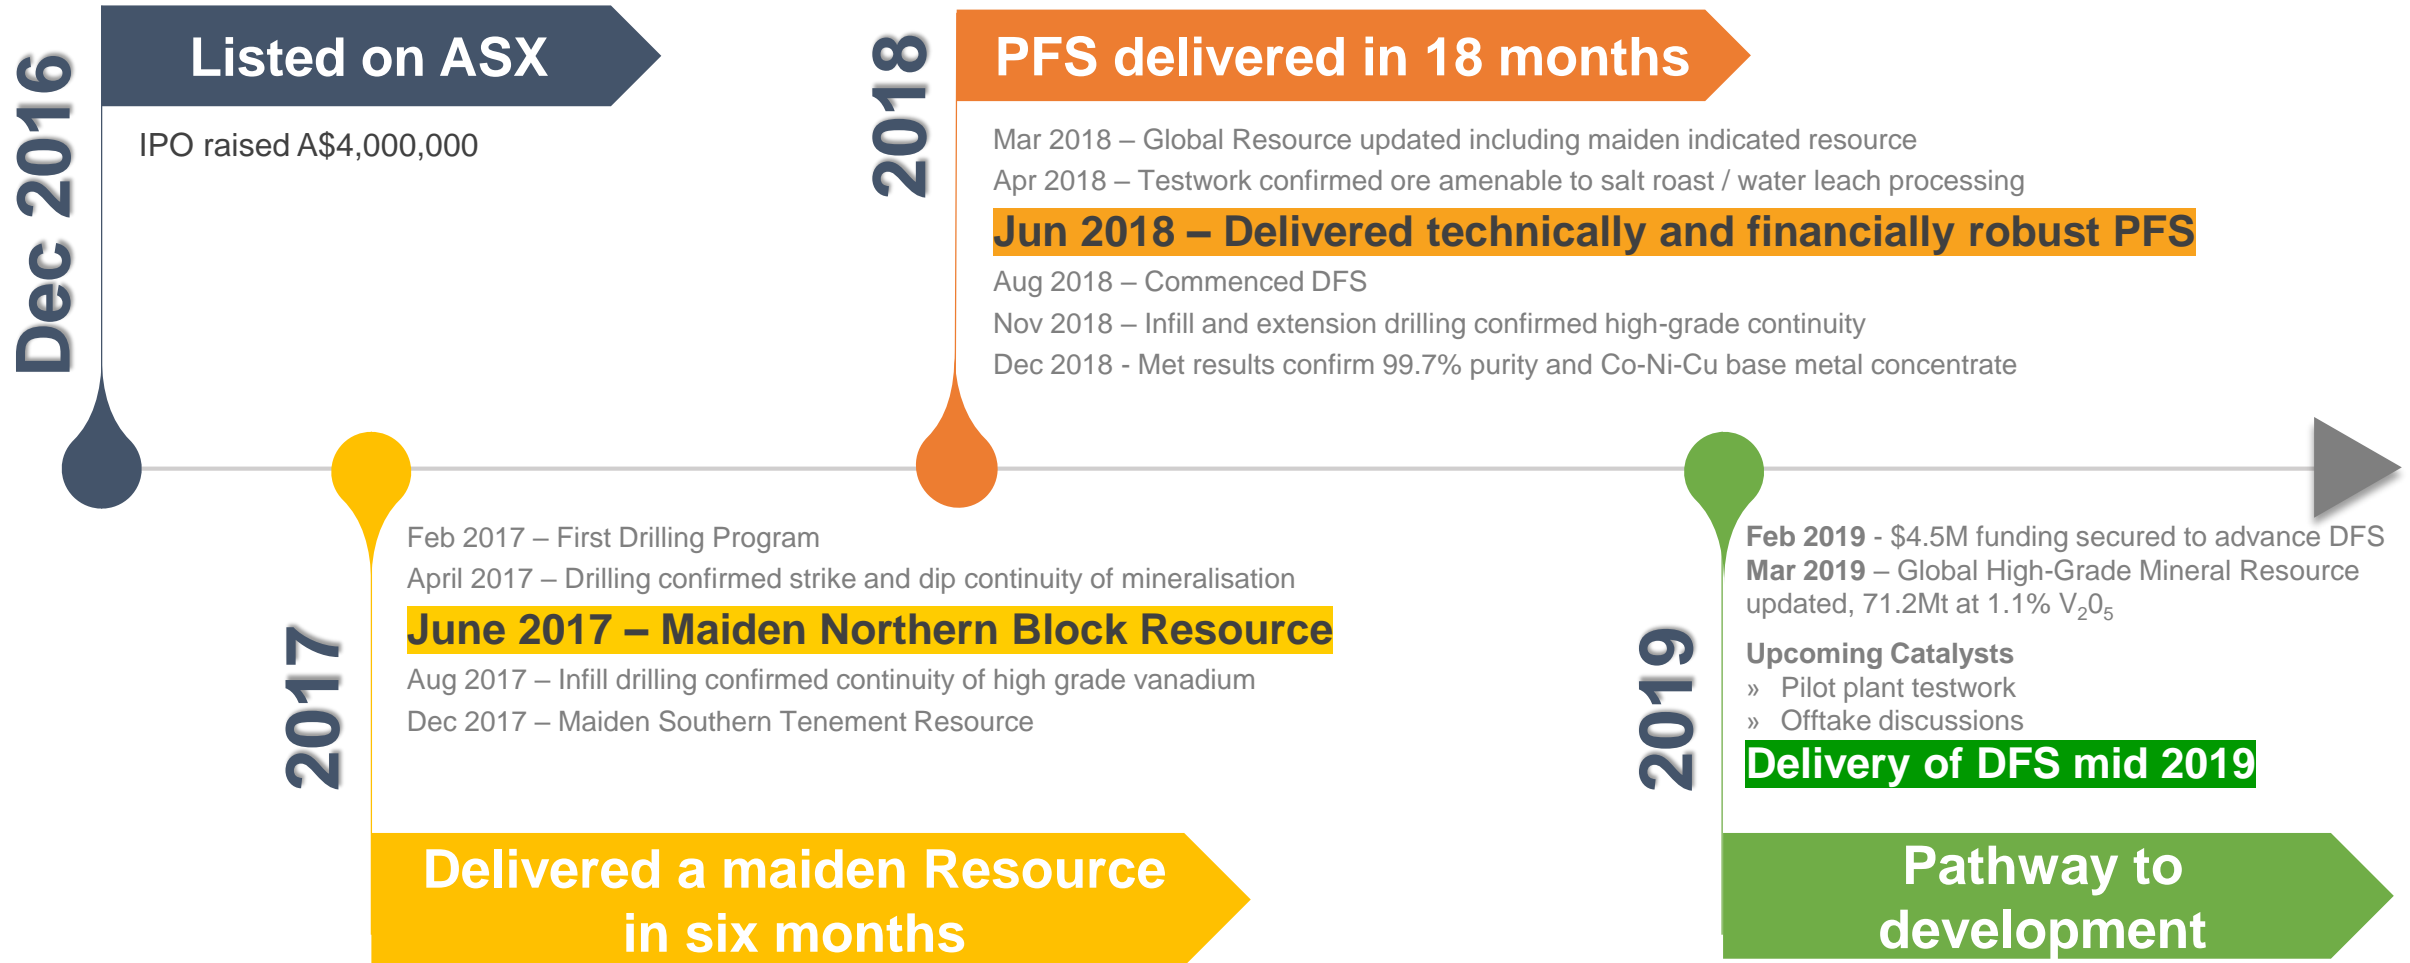 Dec 2016
Listed on ASX
IPO raised A$4,000,000
2017
Feb 2017 – First Drilling Program
April 2017 – Drilling confirmed strike and dip continuity of mineralisation
June 2017 – Maiden Northern Block Resource
Aug 2017 – Infill drilling confirmed continuity of high grade vanadium
Dec 2017 – Maiden Southern Tenement Resource
Delivered a maiden Resource
in six months
2018
PFS delivered in 18 months
Mar 2018 – Global Resource updated including maiden indicated resource
Apr 2018 – Testwork confirmed ore amenable to salt roast / water leach processing
Jun 2018 – Delivered technically and financially robust PFS
Aug 2018 – Commenced DFS
Nov 2018 – Infill and extension drilling confirmed high-grade continuity
Dec 2018 - Met results confirm 99.7% purity and Co-Ni-Cu base metal concentrate
2019
Feb 2019 - $4.5M funding secured to advance DFS
Mar 2019 – Global High-Grade Mineral Resource
updated, 71.2Mt at 1.1% V₂0₅
Upcoming Catalysts
» Pilot plant testwork
» Offtake discussions
Delivery of DFS mid 2019
Pathway to
development